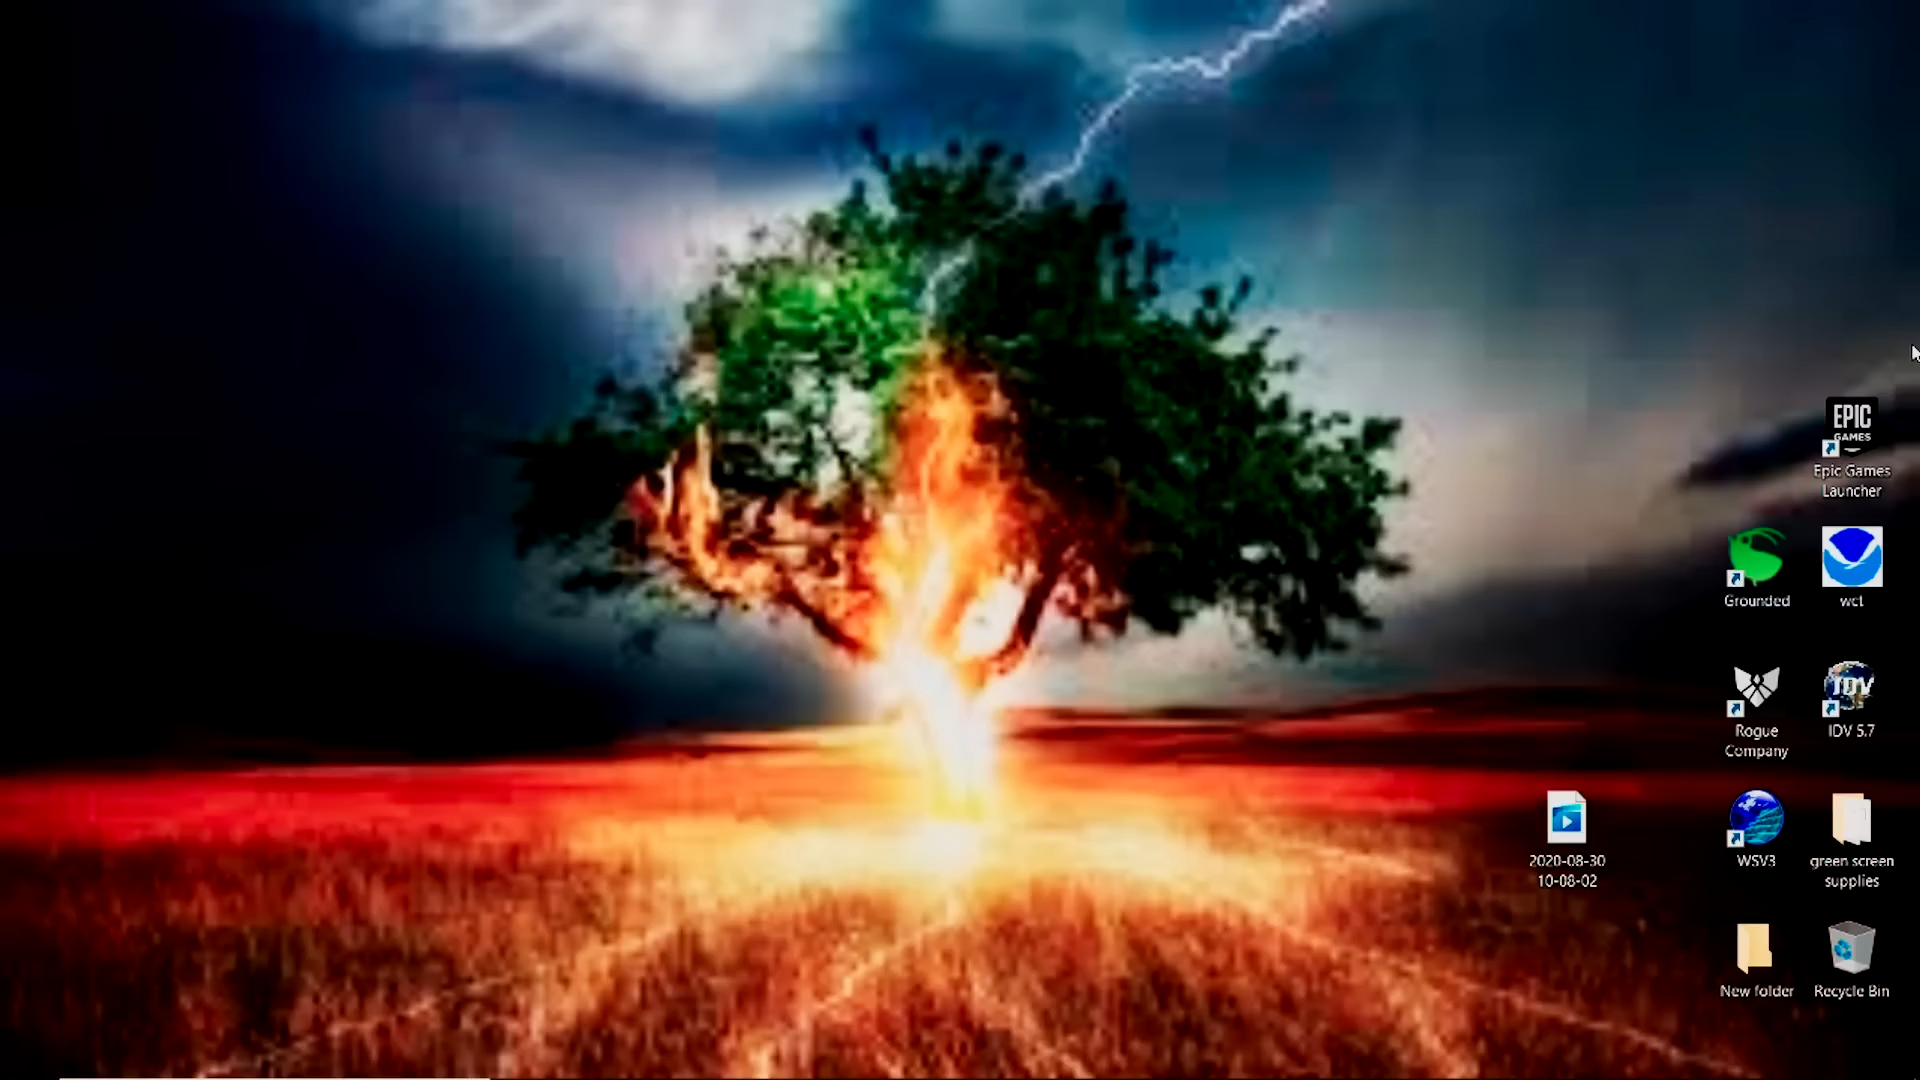 EPIC
GAMES
Epic Games
Launcher
Grounded
wct
Rogue
Company
IDV
IDV 5.7
2020-08-30
10-08-02
WSV3
green screen
supplies
New folder
Recycle Bin